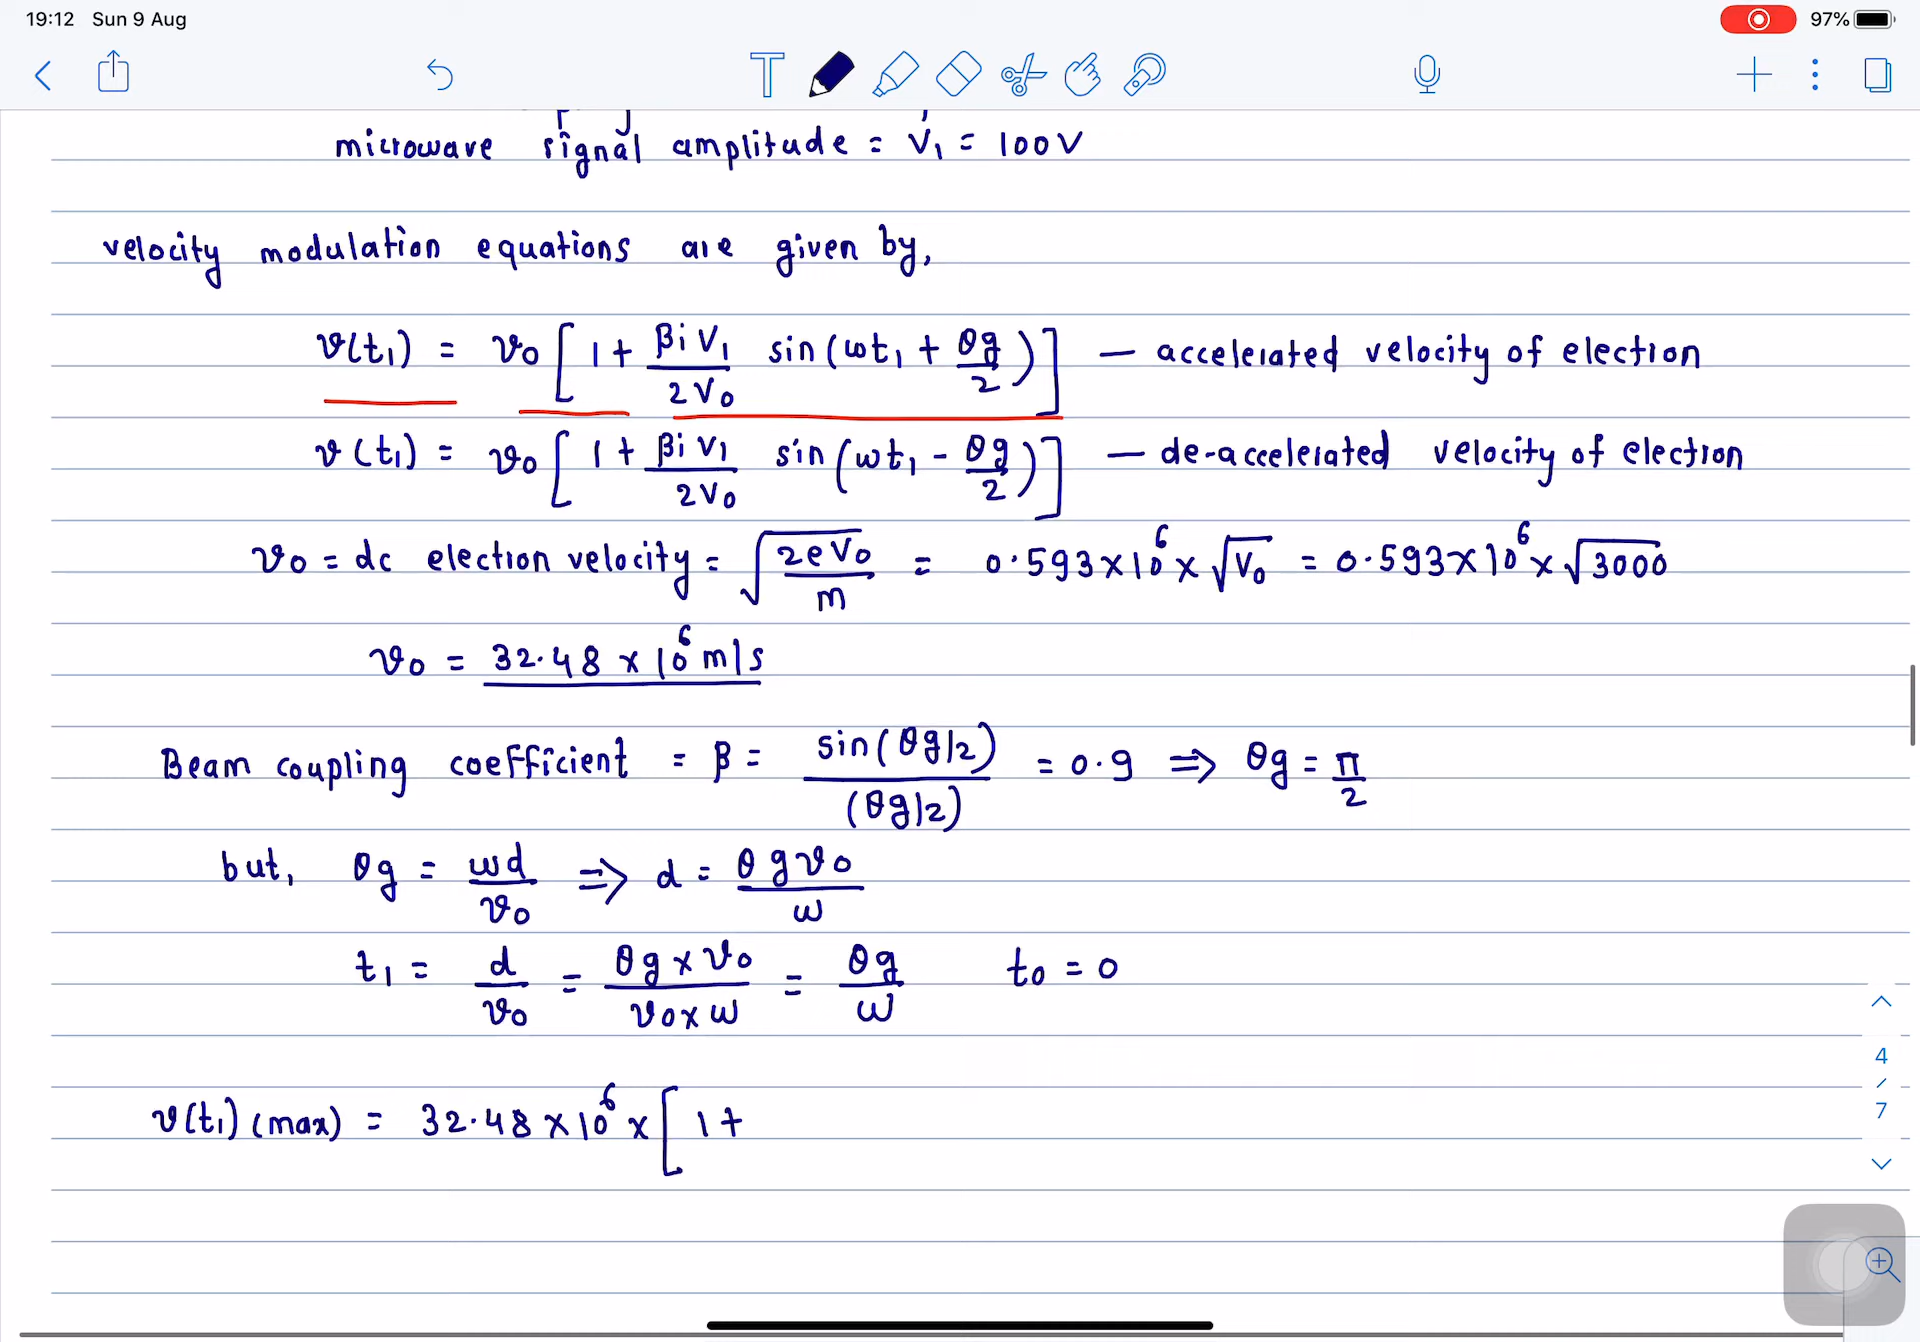 19:12 Sun 9 Aug 97%
microwave signal amplitude = V₁ = 100V
velocity modulation equations are given by,
v(t₁) = v₀ [ 1 + βi V₁ / 2V₀ sin(ωt₁ + θg/2) ] — accelerated velocity of electron
v(t₁) = v₀ [ 1 + βi V₁ / 2V₀ sin(ωt₁ - θg/2) ] — de-accelerated velocity of electron
v₀ = dc electron velocity = √(2eV₀/m) = 0.593×10⁶ × √V₀ = 0.593×10⁶ × √3000
v₀ = 32.48 × 10⁶ m/s
Beam coupling coefficient = β = sin(θg/2) / (θg/2) = 0.9 ⇒ θg = π/2
but, θg = ωd/v₀ ⇒ d = θg v₀/ω
t₁ = d/v₀ = θg × v₀ / v₀ × ω = θg/ω t₀ = 0
v(t₁)(max) = 32.48 × 10⁶ × [ 1 +
4
/
7